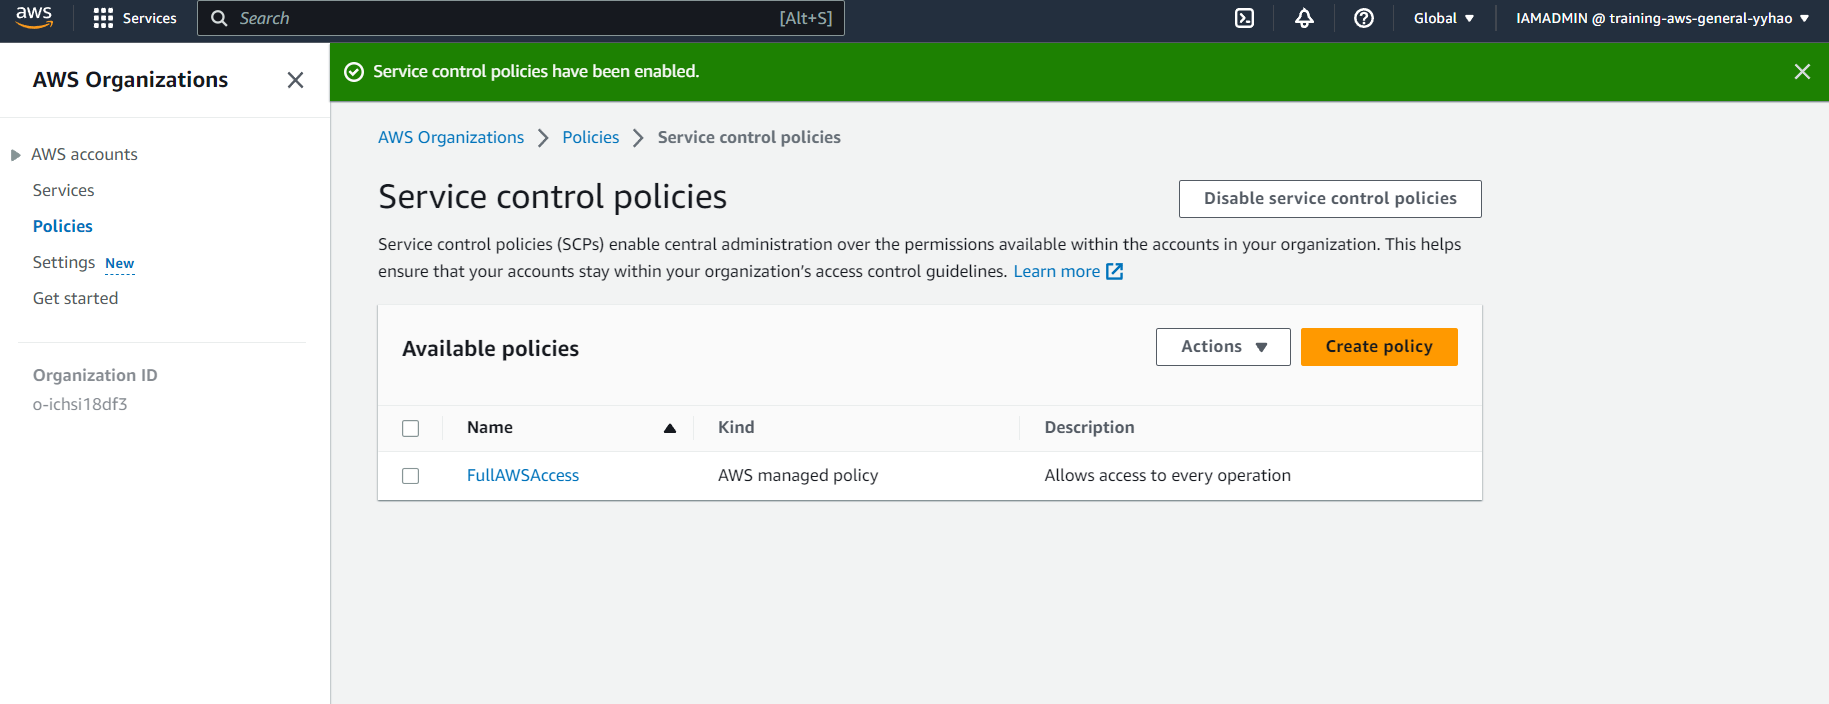 aws
Services
Search
[Alt+S]
Global
IAMADMIN @ training-aws-general-yyhao
AWS Organizations
AWS accounts
Services
Policies
Settings New
Get started
Organization ID
o-ichsi18df3
Service control policies have been enabled.
AWS Organizations > Policies > Service control policies
Service control policies
Disable service control policies
Service control policies (SCPs) enable central administration over the permissions available within the accounts in your organization. This helps
ensure that your accounts stay within your organization's access control guidelines. Learn more
Available policies
Actions
Create policy
Name Kind Description
FullAWSAccess AWS managed policy Allows access to every operation